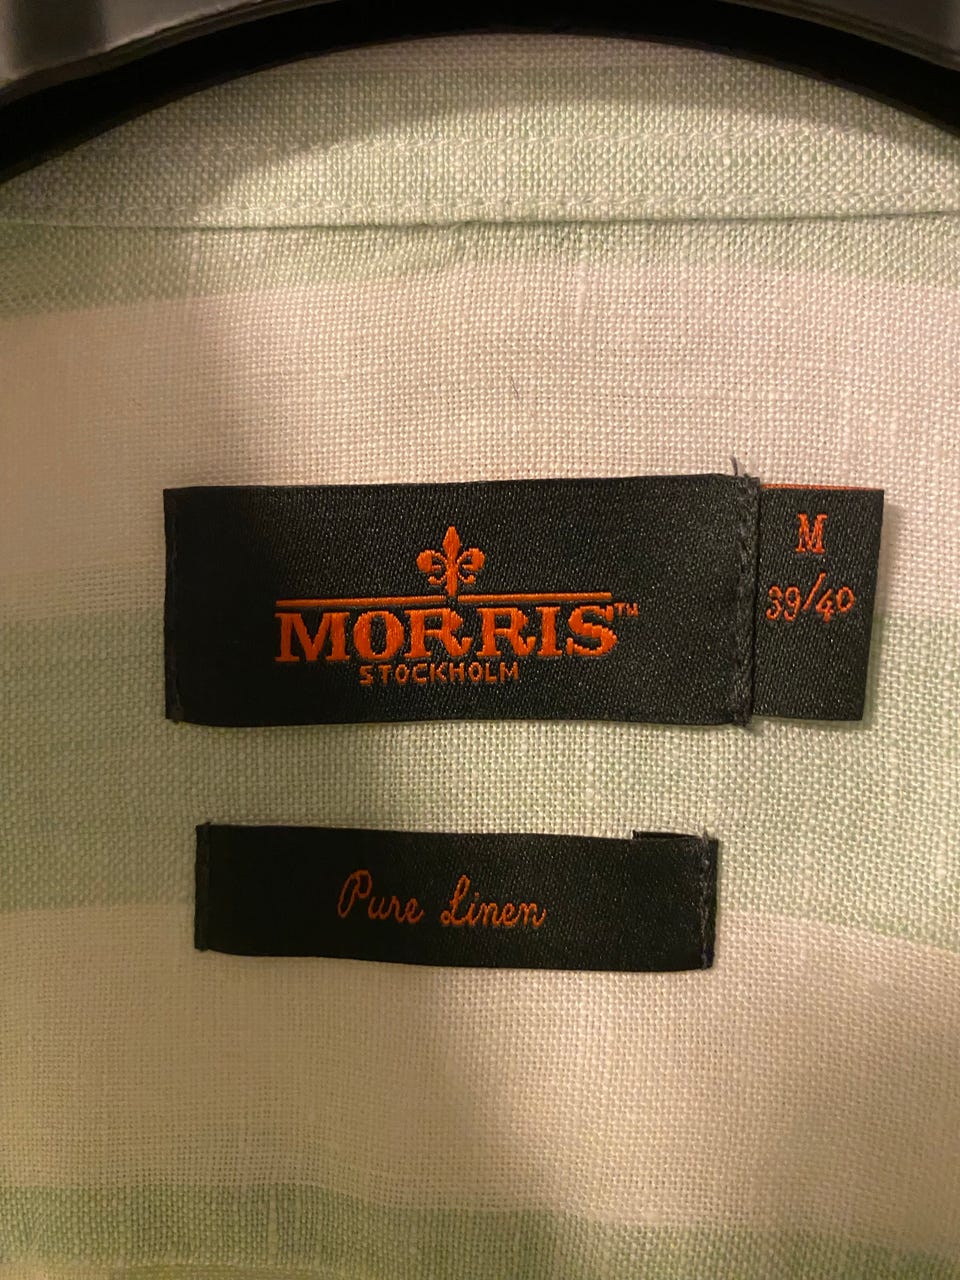 MORRIS™
STOCKHOLM
M
39/40
Pure Linen